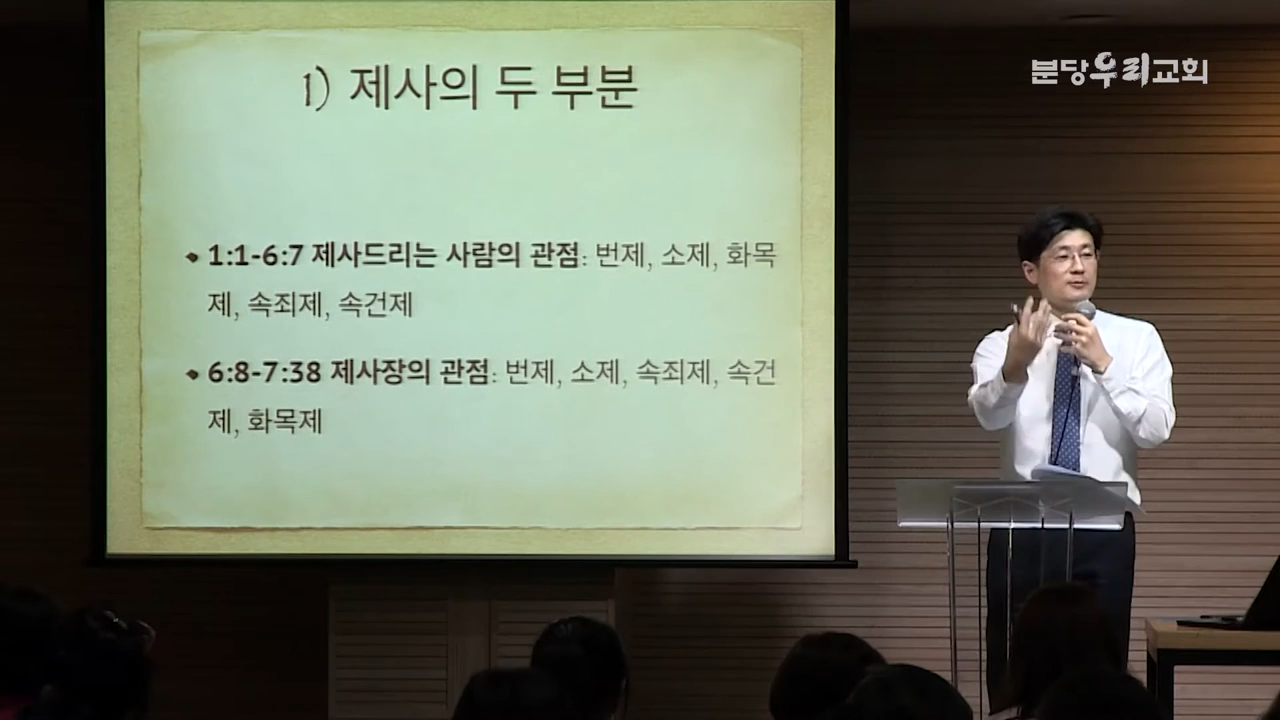 분당우리교회
1) 제사의 두 부분
• 1:1-6:7 제사드리는 사람의 관점: 번제, 소제, 화목
제, 속죄제, 속건제
• 6:8-7:38 제사장의 관점: 번제, 소제, 속죄제, 속건
제, 화목제